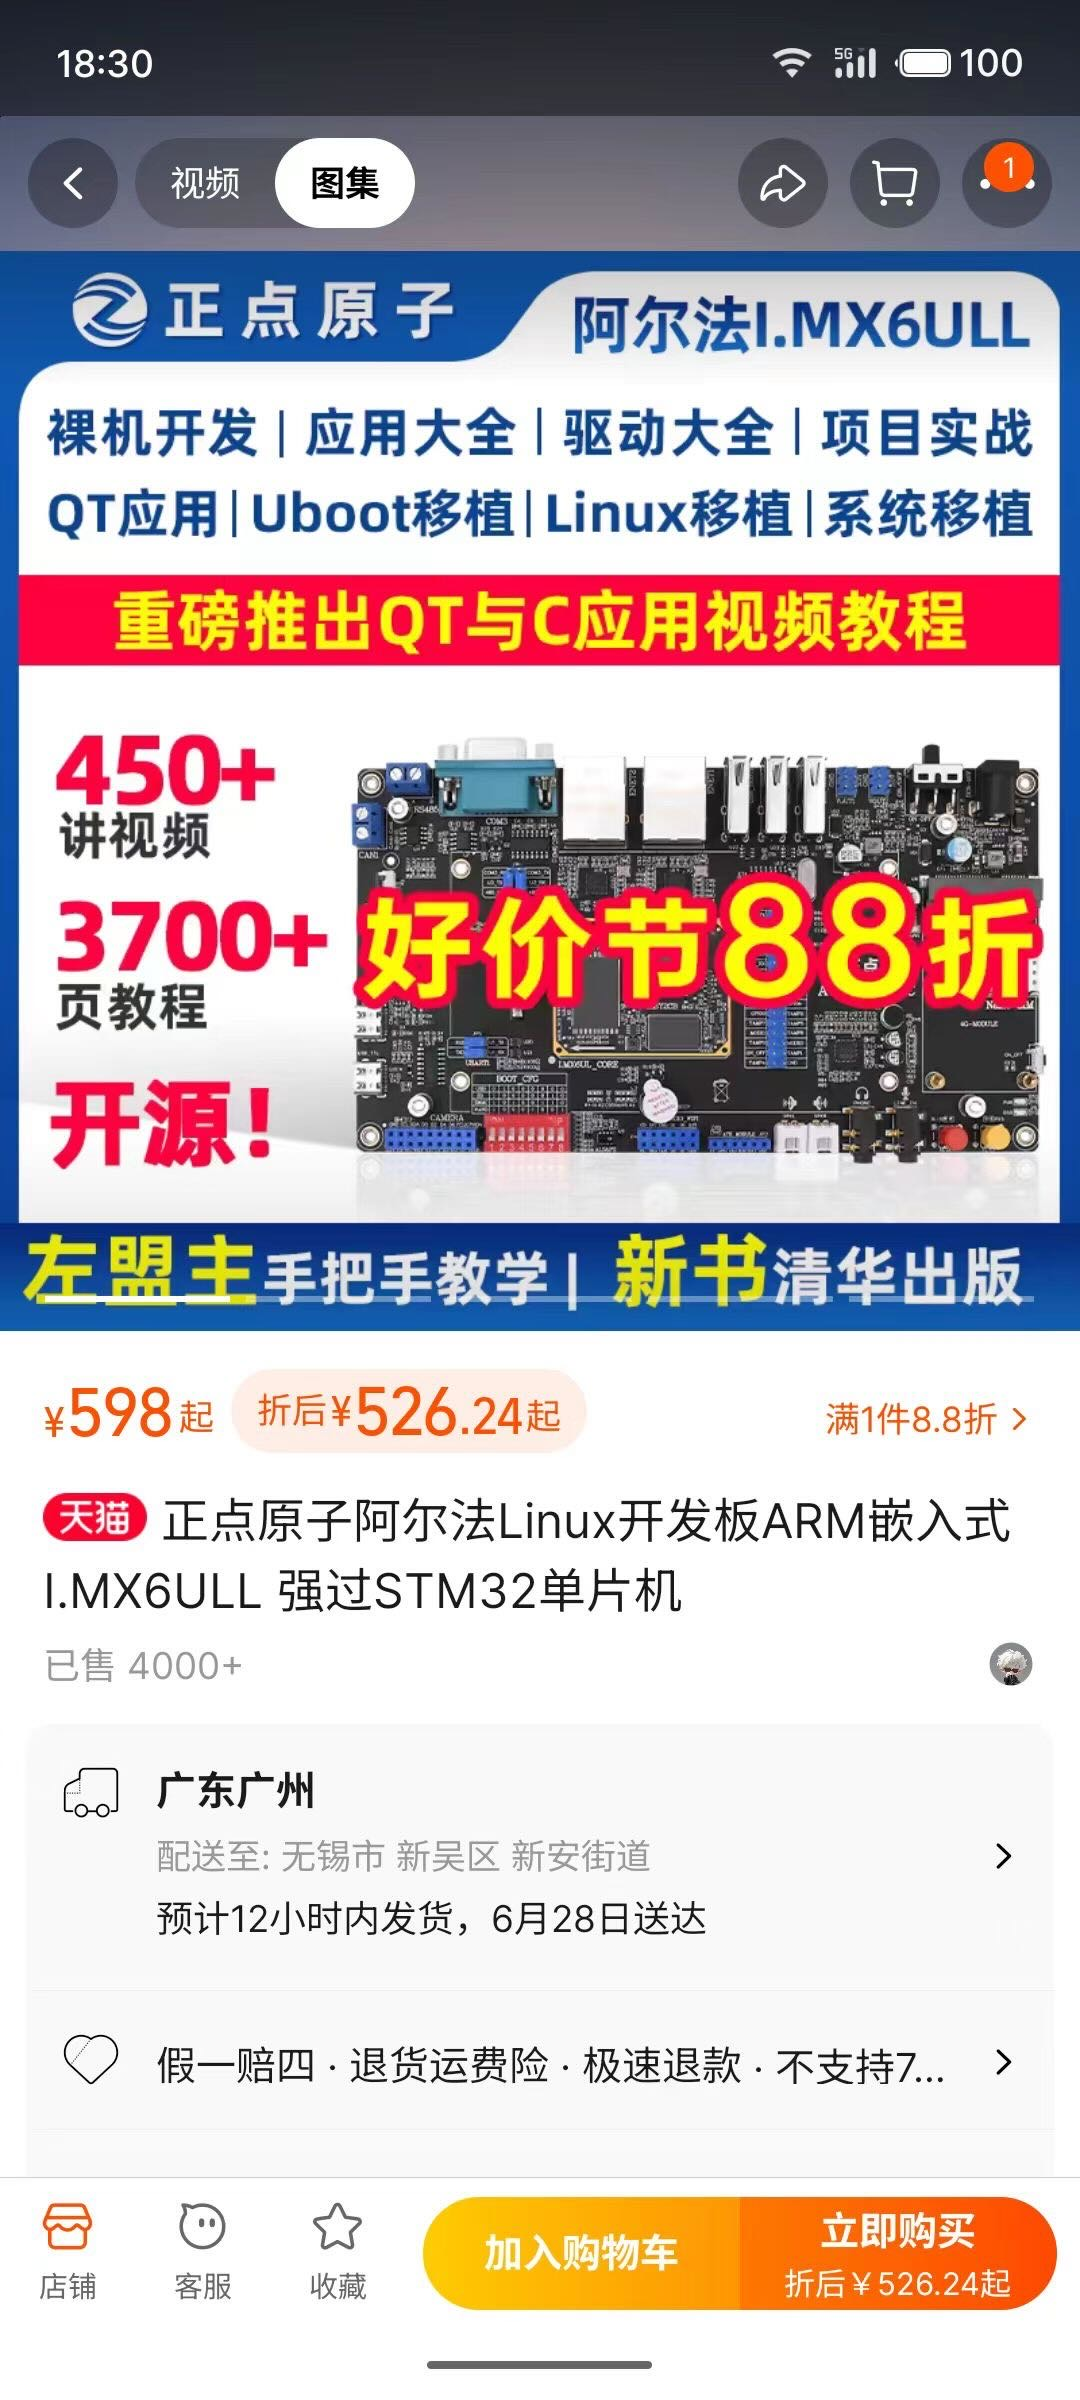 18:30
5G
100
视频
图集
1
正点原子
阿尔法I.MX6ULL
裸机开发|应用大全|驱动大全|项目实战
QT应用|Uboot移植|Linux移植|系统移植
重磅推出QT与C应用视频教程
450+
讲视频
3700+
页教程
开源！
RS485
COM3
CAN1
好价节88折
4G-MODULE
BOOT_CFG
CAMERA
左盟主手把手教学| 新书清华出版
¥598起
折后¥526.24起
满1件8.8折
天猫 正点原子阿尔法Linux开发板ARM嵌入式
I.MX6ULL 强过STM32单片机
已售 4000+
广东广州
配送至: 无锡市 新吴区 新安街道
预计12小时内发货，6月28日送达
假一赔四 · 退货运费险 · 极速退款 · 不支持7...
店铺
客服
收藏
加入购物车
立即购买
折后¥526.24起